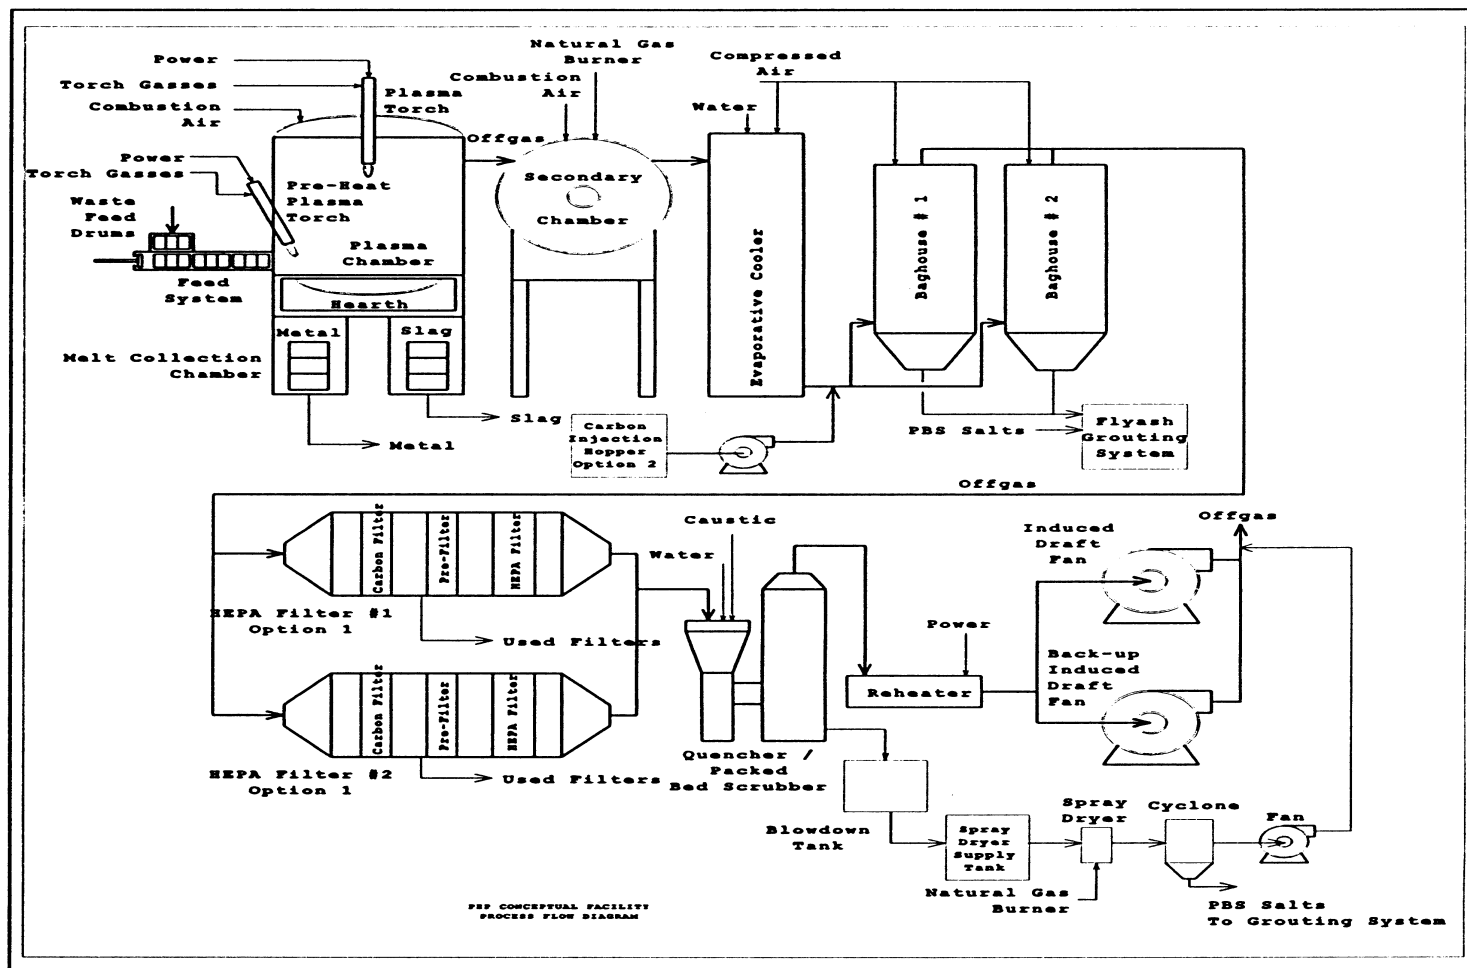 Natural Gas
Burner
Power
Compressed
Air
Torch Gasses
Plasma
Torch
Combustion
Air
Combustion
Air
Water
Offgas
Power
Torch Gasses
Pre-Heat
Plasma
Torch
Secondary
Chamber
Waste
Feed
Drums
Plasma
Chamber
Feed
System
Hearth
Evaporative Cooler
Baghouse # 1
Baghouse # 2
Metal
Slag
Melt Collection
Chamber
Slag
Metal
Carbon
Injection
Hopper
Option 2
PBS Salts
Flyash
Grouting
System
Offgas
Carbon Filter
Pre-Filter
HEPA Filter
HEPA Filter #1
Option 1
Used Filters
Caustic
Water
Induced
Draft
Fan
Offgas
Power
Reheater
Back-up
Induced
Draft
Fan
Carbon Filter
Pre-Filter
HEPA Filter
HEPA Filter #2
Option 1
Used Filters
Quencher /
Packed
Bed Scrubber
Blowdown
Tank
Spray
Dryer
Supply
Tank
Spray
Dryer
Cyclone
Fan
Natural Gas
Burner
PBS Salts
To Grouting System
PHP CONCEPTUAL FACILITY
PROCESS FLOW DIAGRAM